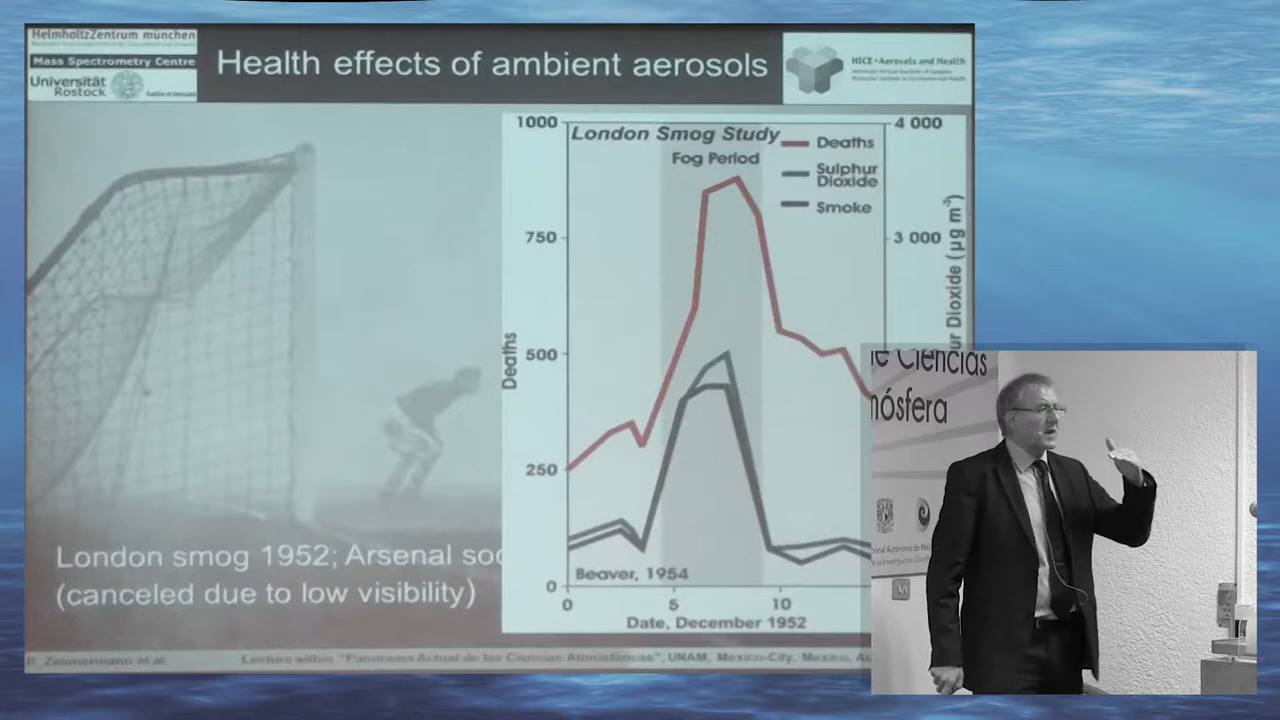 HelmholtzZentrum münchen
Mass Spectrometry Centre
Universität
Rostock
Health effects of ambient aerosols
HICE • Aerosols and Health
London smog 1952; Arsenal soc
(canceled due to low visibility)
London Smog Study
Fog Period
Deaths
Sulphur
Dioxide
Smoke
1000
750
500
250
0
Deaths
4 000
3 000
ur Dioxide (µg m⁻³)
Beaver, 1954
0 5 10
Date, December 1952
R. Zimmermann et al.
Lecture within "Panorama Actual de las Ciencias Atmosféricas", UNAM, Mexico-City, Mexico,
e Ciencias
mósfera